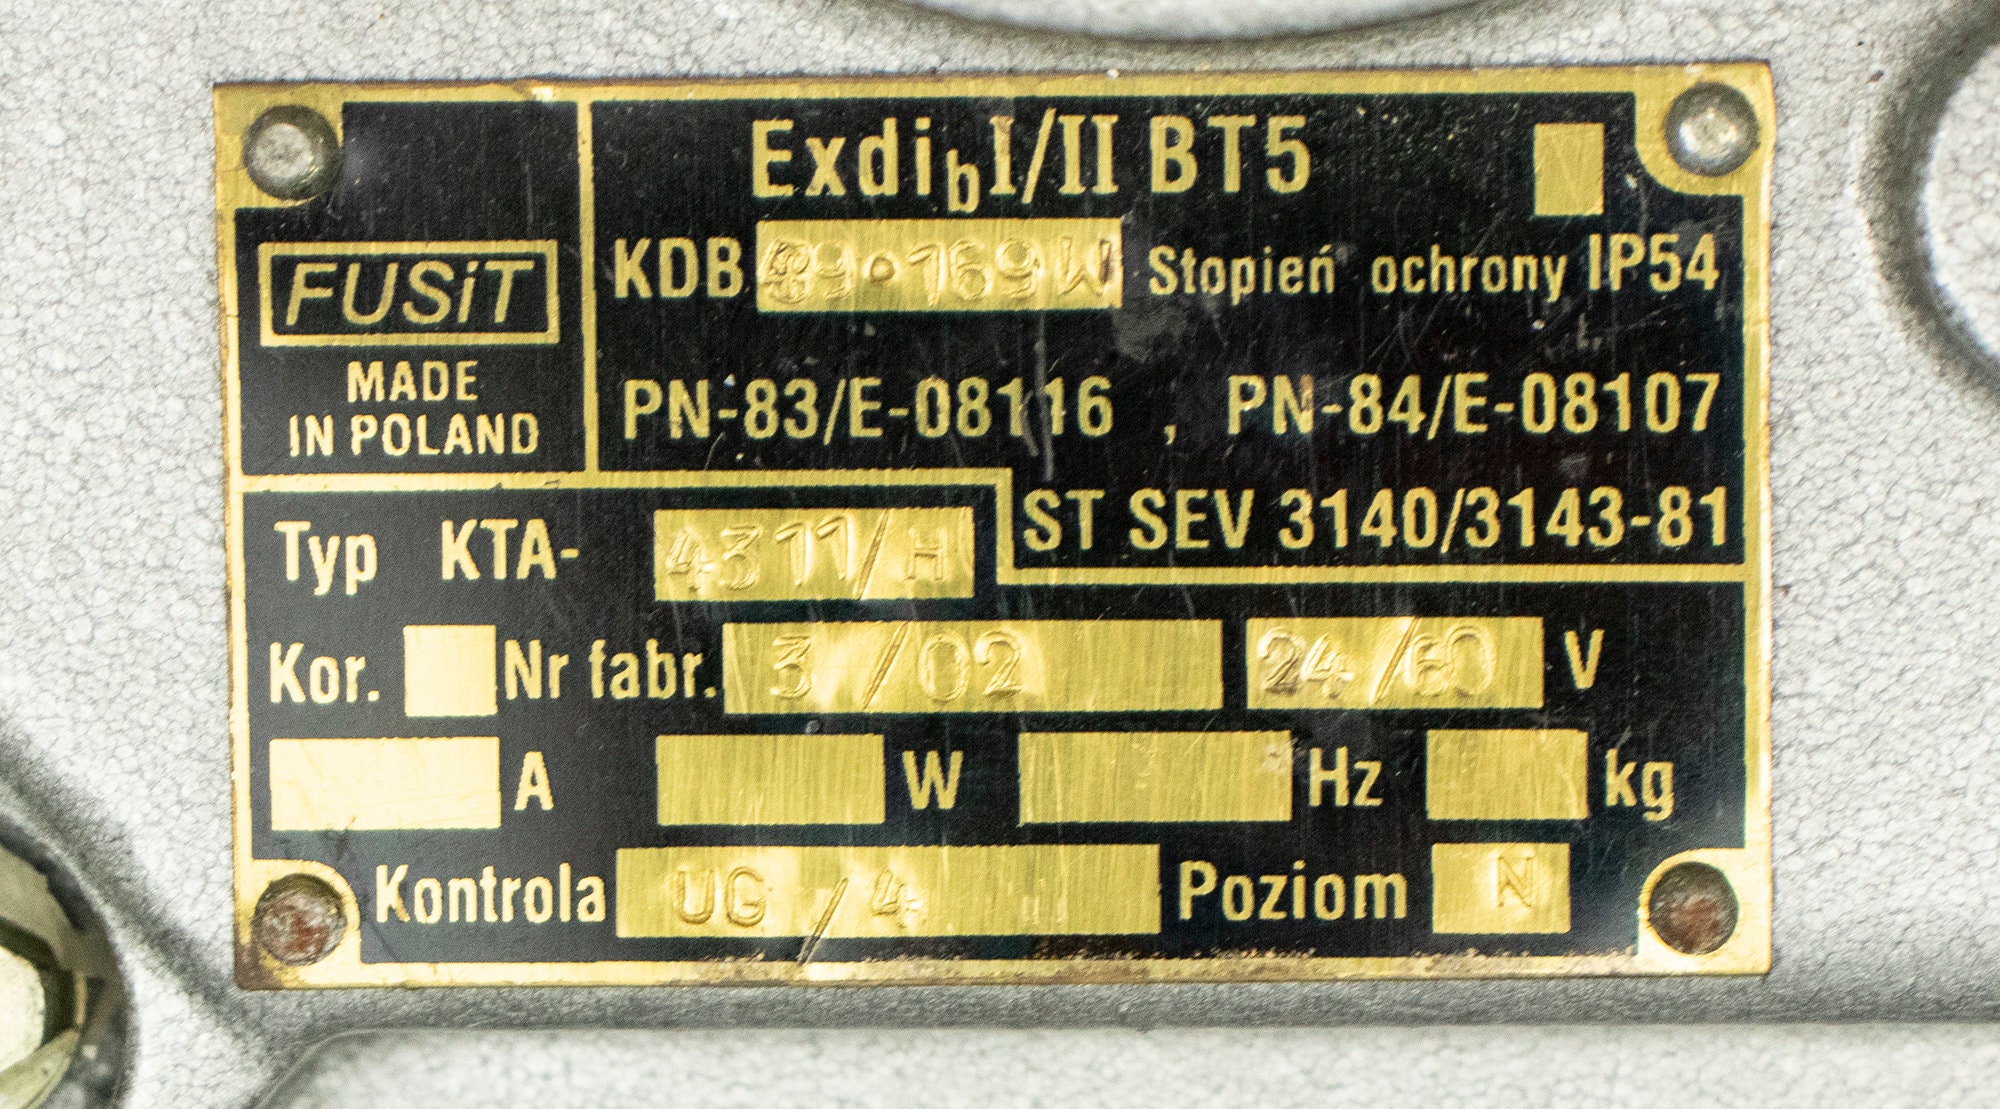 Exdi b I/II BT5
FUSiT
MADE
IN POLAND
KDB 89·169W Stopień ochrony IP54
PN-83/E-08116 , PN-84/E-08107
ST SEV 3140/3143-81
Typ KTA- 4311/H
Kor. Nr fabr. 3/02 24/60 V
A W Hz kg
Kontrola UG/4 Poziom N